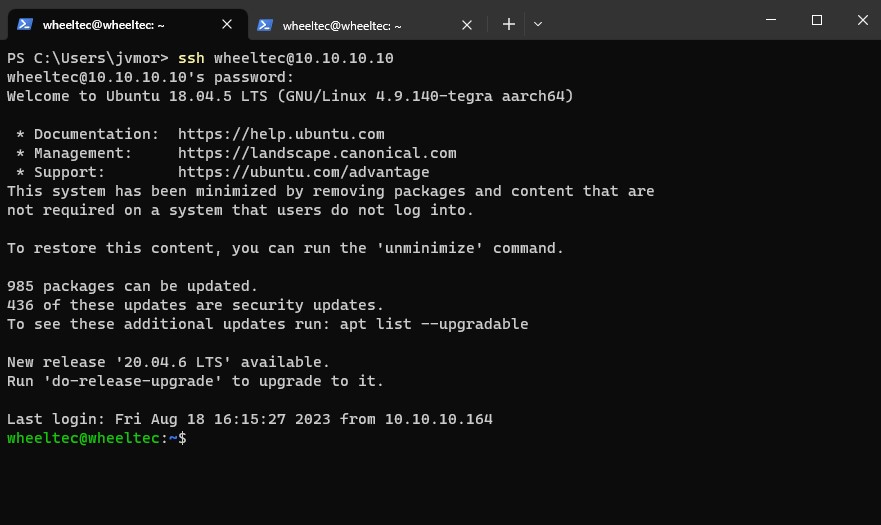 wheeltec@wheeltec: ~
wheeltec@wheeltec: ~
PS C:\Users\jvmor> ssh wheeltec@10.10.10.10
wheeltec@10.10.10.10's password:
Welcome to Ubuntu 18.04.5 LTS (GNU/Linux 4.9.140-tegra aarch64)
 * Documentation:  https://help.ubuntu.com
 * Management:     https://landscape.canonical.com
 * Support:        https://ubuntu.com/advantage
This system has been minimized by removing packages and content that are
not required on a system that users do not log into.
To restore this content, you can run the 'unminimize' command.
985 packages can be updated.
436 of these updates are security updates.
To see these additional updates run: apt list --upgradable
New release '20.04.6 LTS' available.
Run 'do-release-upgrade' to upgrade to it.
Last login: Fri Aug 18 16:15:27 2023 from 10.10.10.164
wheeltec@wheeltec:~$